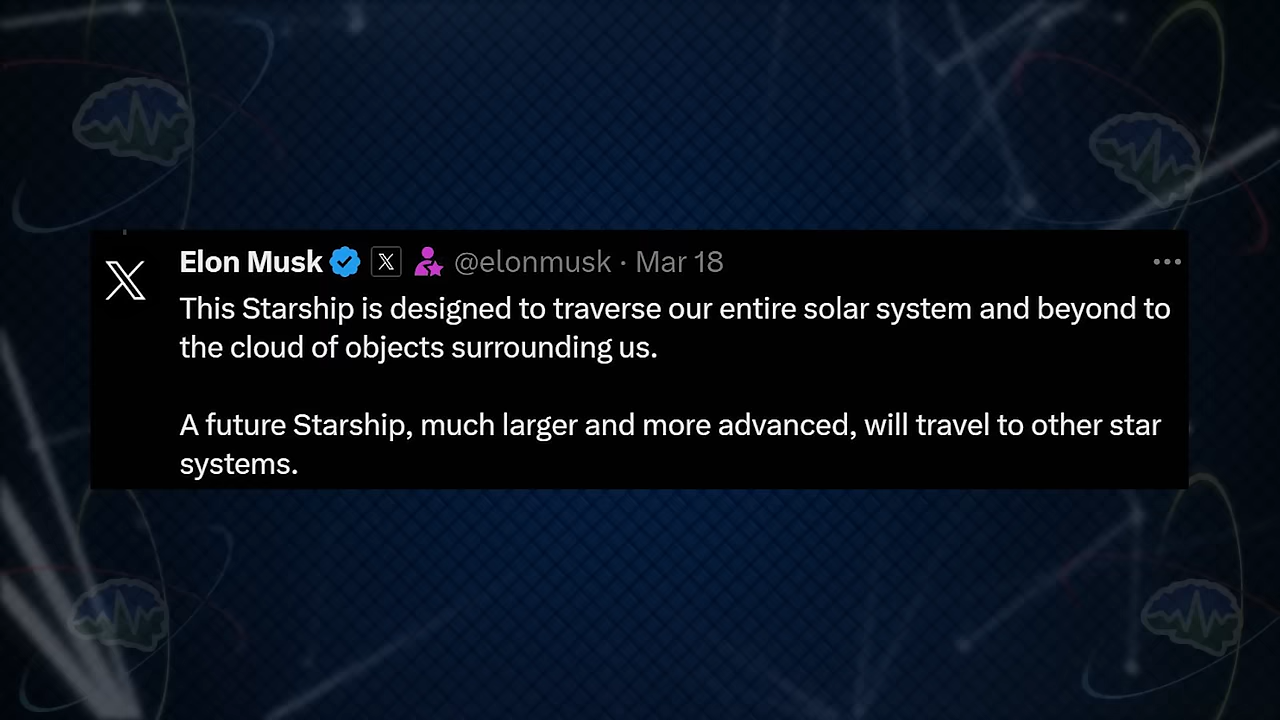 Elon Musk @elonmusk · Mar 18
This Starship is designed to traverse our entire solar system and beyond to
the cloud of objects surrounding us.
A future Starship, much larger and more advanced, will travel to other star
systems.